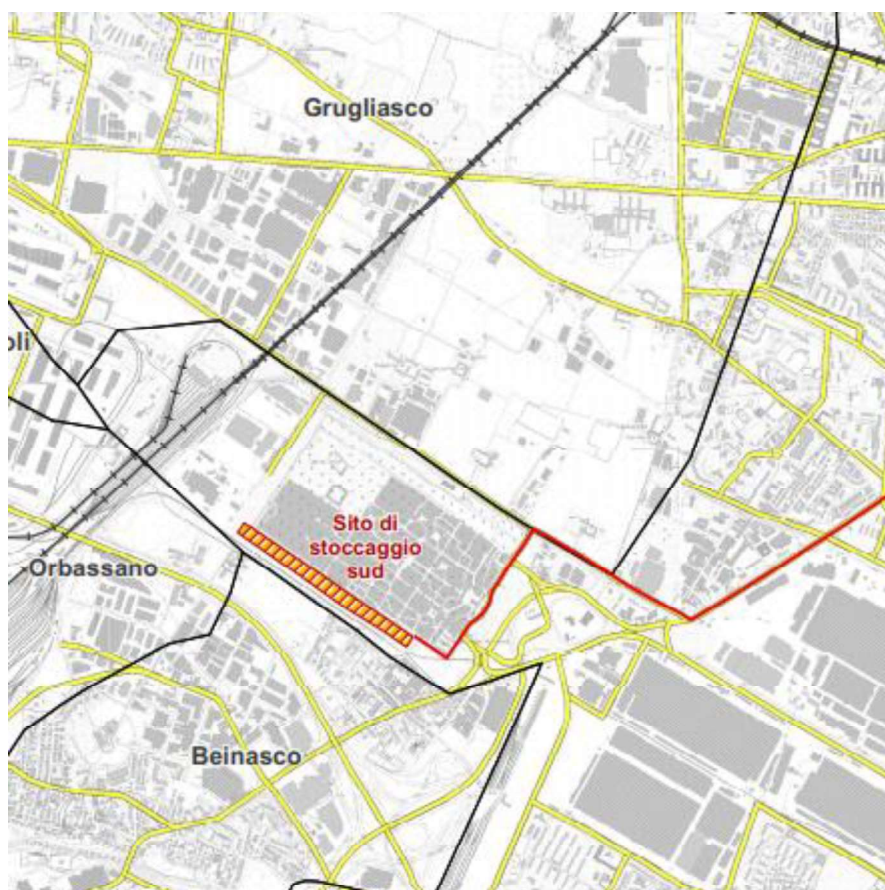 Grugliasco
oli
Sito di
stoccaggio
sud
Orbassano
Beinasco